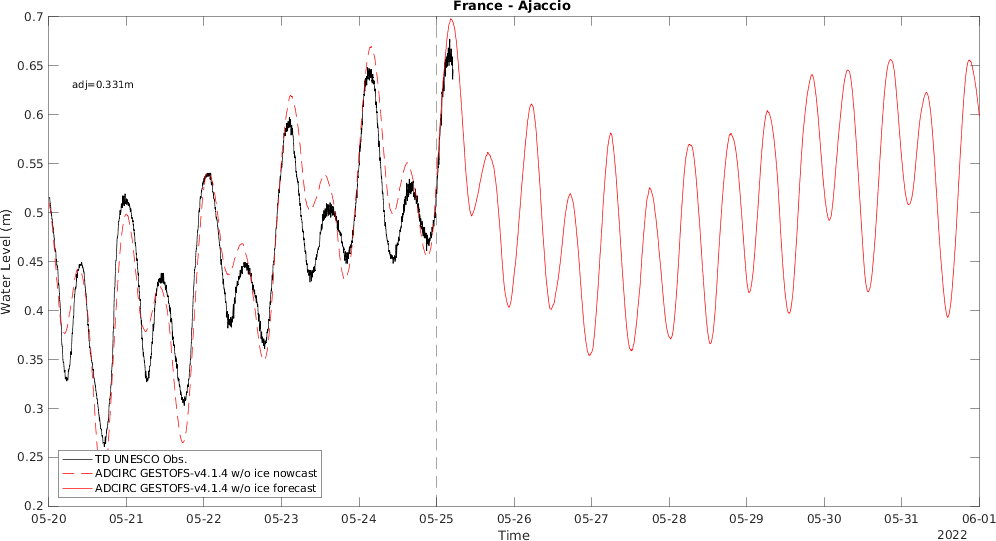 France - Ajaccio
0.7
0.65
adj=0.331m
0.6
0.55
0.5
0.45
0.4
0.35
0.3
0.25
0.2
Water Level (m)
TD UNESCO Obs.
ADCIRC GESTOFS-v4.1.4 w/o ice nowcast
ADCIRC GESTOFS-v4.1.4 w/o ice forecast
05-20 05-21 05-22 05-23 05-24 05-25 05-26 05-27 05-28 05-29 05-30 05-31 06-01
Time
2022